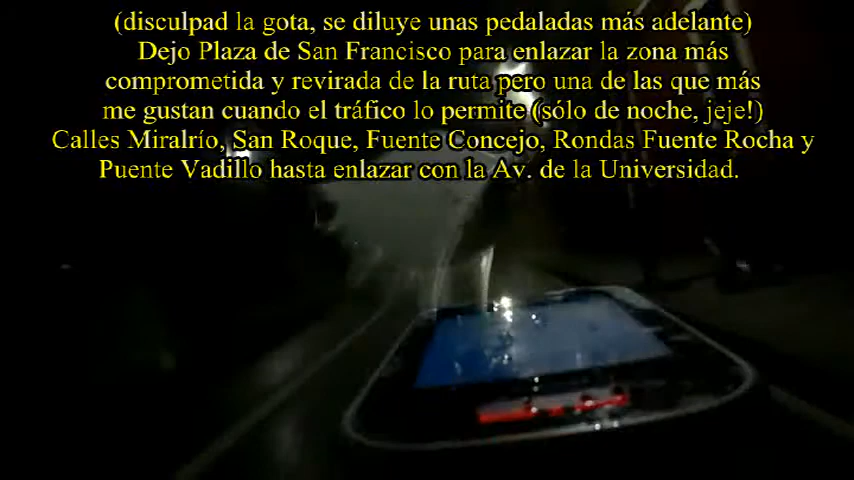 (disculpad la gota, se diluye unas pedaladas más adelante)
Dejo Plaza de San Francisco para enlazar la zona más
comprometida y revirada de la ruta pero una de las que más
me gustan cuando el tráfico lo permite (sólo de noche, jeje!)
Calles Miralrío, San Roque, Fuente Concejo, Rondas Fuente Rocha y
Puente Vadillo hasta enlazar con la Av. de la Universidad.